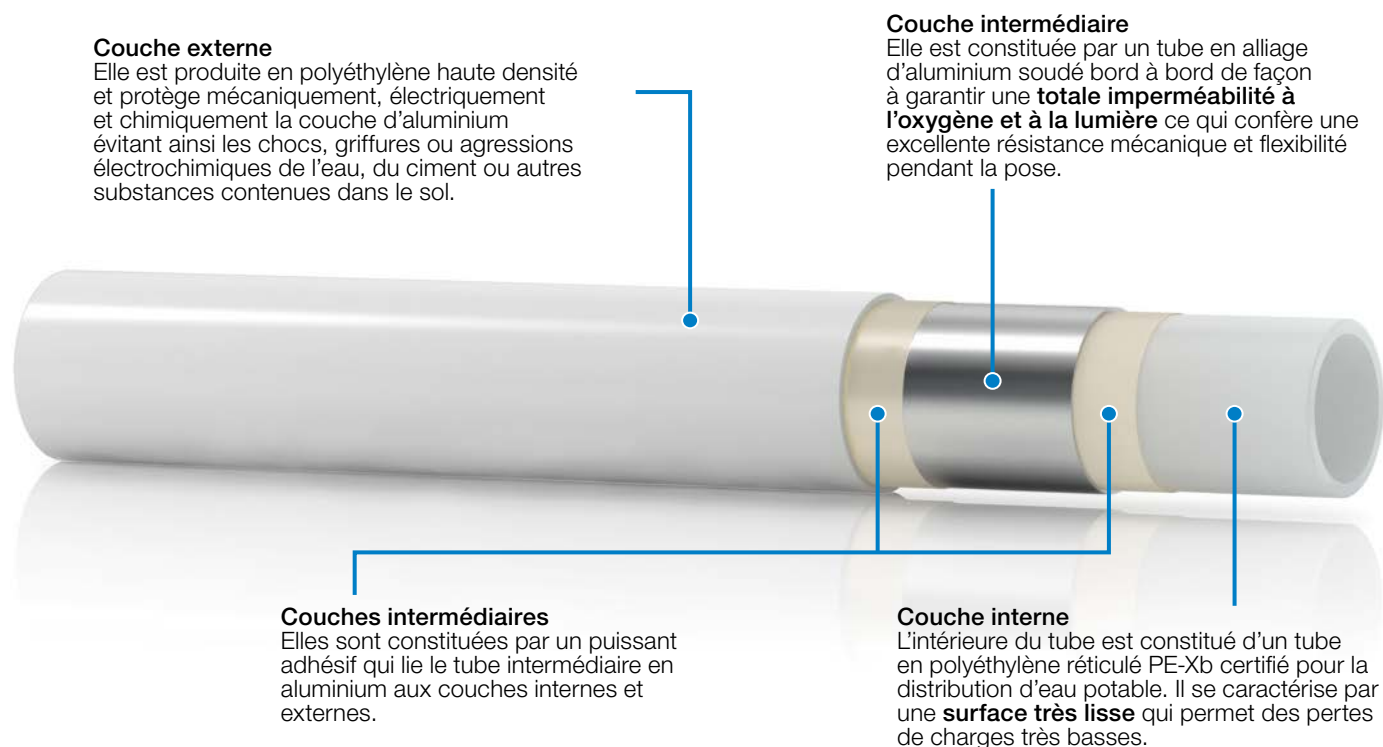 Couche externe
Elle est produite en polyéthylène haute densité
et protège mécaniquement, électriquement
et chimiquement la couche d'aluminium
évitant ainsi les chocs, griffures ou agressions
électrochimiques de l'eau, du ciment ou autres
substances contenues dans le sol.
Couche intermédiaire
Elle est constituée par un tube en alliage
d'aluminium soudé bord à bord de façon
à garantir une totale imperméabilité à
l'oxygène et à la lumière ce qui confère une
excellente résistance mécanique et flexibilité
pendant la pose.
Couches intermédiaires
Elles sont constituées par un puissant
adhésif qui lie le tube intermédiaire en
aluminium aux couches internes et
externes.
Couche interne
L'intérieure du tube est constitué d'un tube
en polyéthylène réticulé PE-Xb certifié pour la
distribution d'eau potable. Il se caractérise par
une surface très lisse qui permet des pertes
de charges très basses.